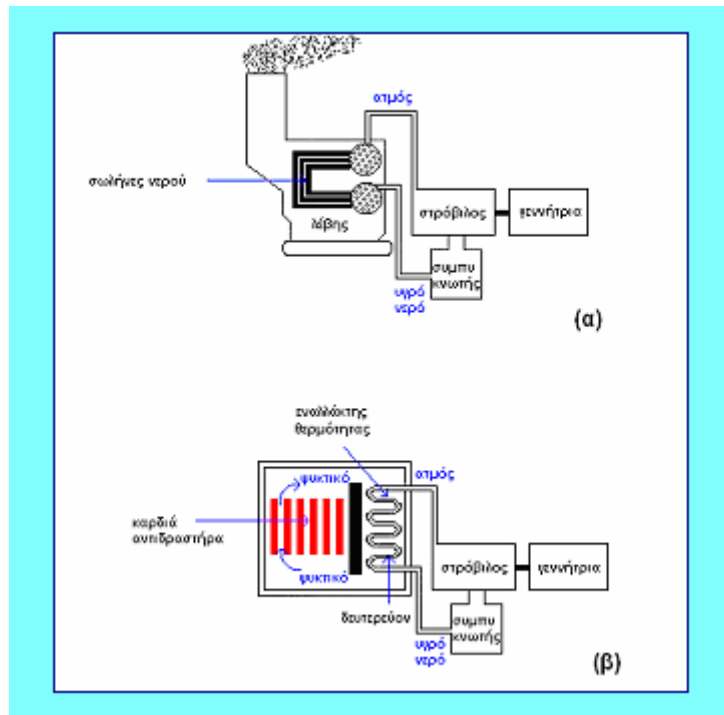 ατμός
σωλήνες νερού
λέβης
στρόβιλος
γεννήτρια
συμπυ
κνωτής
υγρό
νερό
(α)
εναλλάκτης
θερμότητας
ψυκτικό
ατμός
καρδιά
αντιδραστήρα
ψυκτικό
στρόβιλος
γεννήτρια
δευτερεύον
συμπυ
κνωτής
υγρό
νερό
(β)